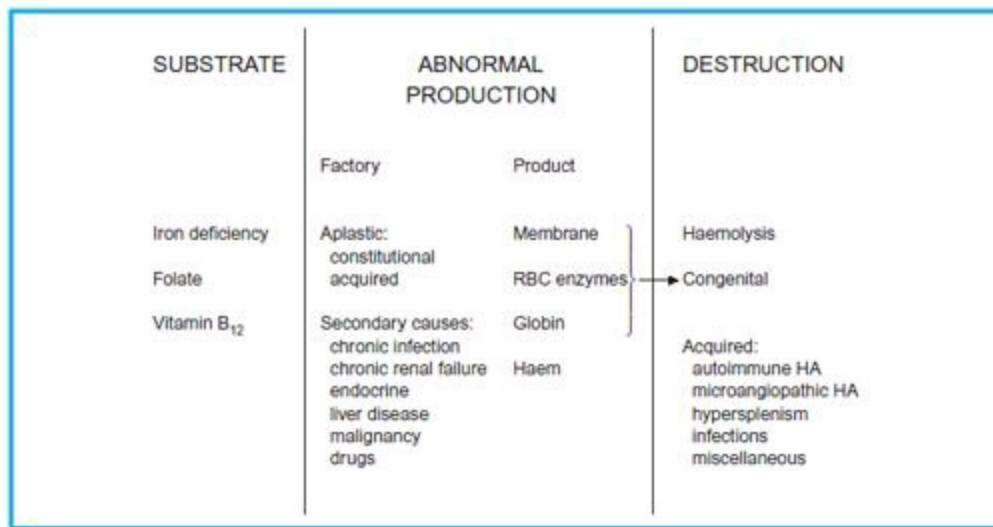 SUBSTRATE
ABNORMAL
PRODUCTION
DESTRUCTION
Factory
Product
Iron deficiency
Folate
Vitamin B12
Aplastic:
constitutional
acquired
Secondary causes:
chronic infection
chronic renal failure
endocrine
liver disease
malignancy
drugs
Membrane
RBC enzymes
Globin
Haem
Haemolysis
Congenital
Acquired:
autoimmune HA
microangiopathic HA
hypersplenism
infections
miscellaneous